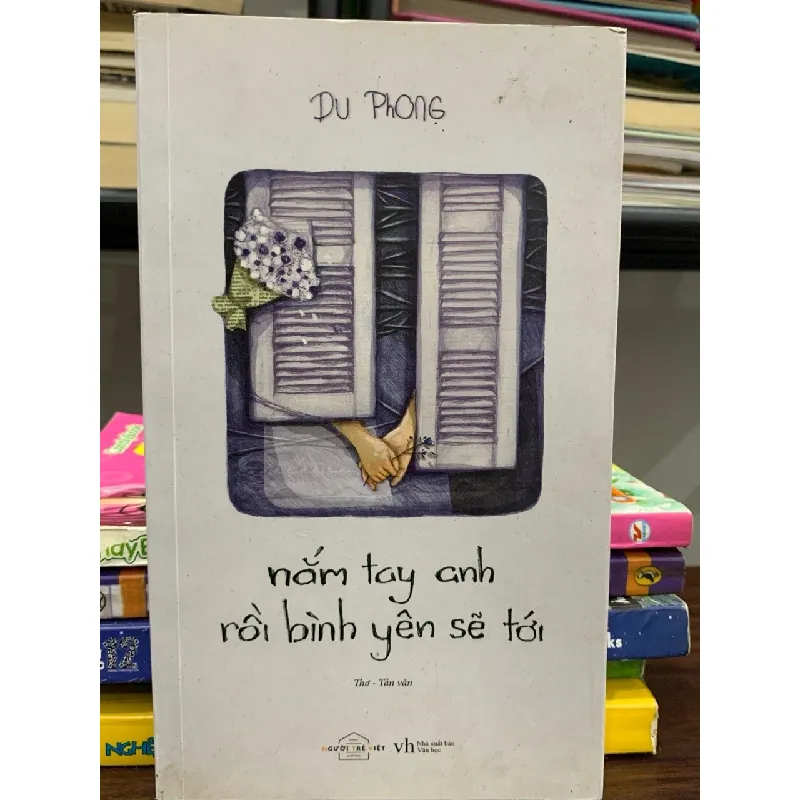 Du Phong
nắm tay anh
rồi bình yên sẽ tới
Thơ - Tản văn
NGƯỜI TRẺ VIỆT
vh Nhà xuất bản
Văn học
NGHỆ